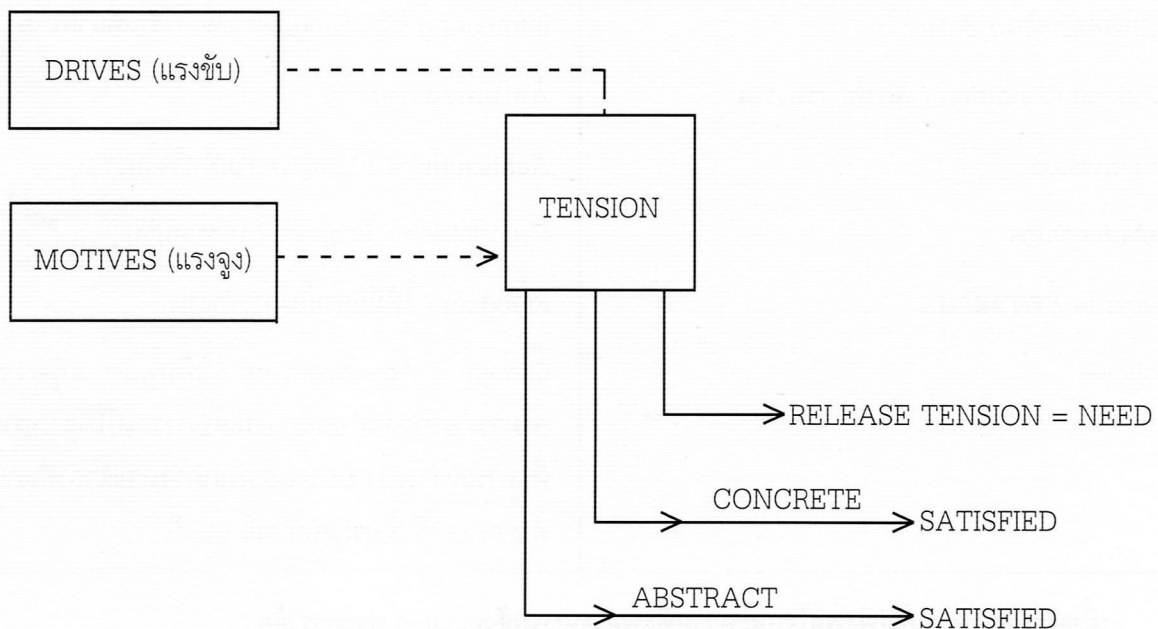 DRIVES (แรงขับ)
TENSION
MOTIVES (แรงจูง)
RELEASE TENSION = NEED
CONCRETE
SATISFIED
ABSTRACT
SATISFIED